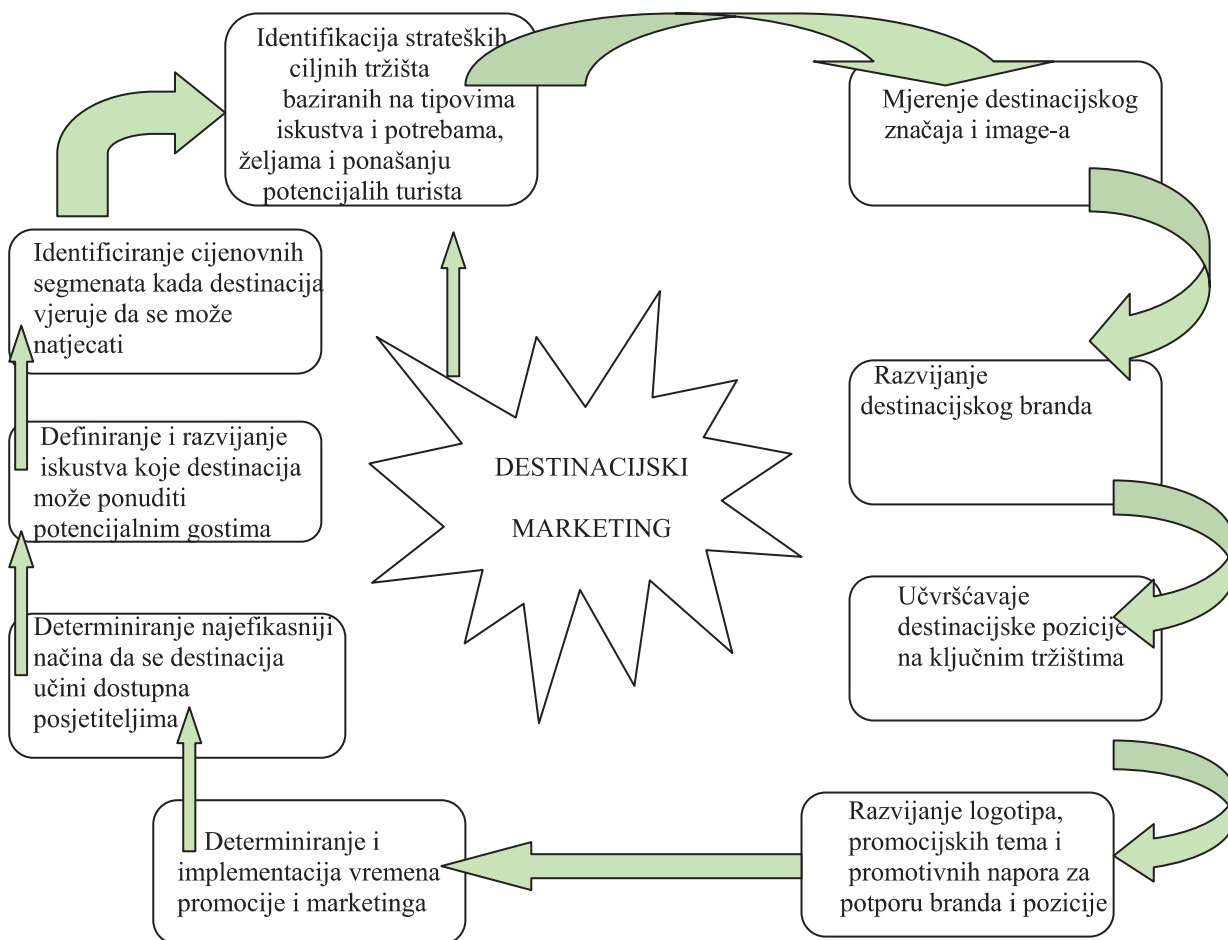 Identifikacija strateških
ciljnih tržišta
baziranih na tipovima
iskustva i potrebama,
željama i ponašanju
potencijalih turista
Mjerenje destinacijskog
značaja i image-a
Razvijanje
destinacijskog branda
Učvršćavaje
destinacijske pozicije
na ključnim tržištima
Razvijanje logotipa,
promocijskih tema i
promotivnih napora za
potporu branda i pozicije
Determiniranje i
implementacija vremena
promocije i marketinga
Determiniranje najefikasniji
načina da se destinacija
učini dostupna
posjetiteljima
Definiranje i razvijanje
iskustva koje destinacija
može ponuditi
potencijalnim gostima
Identificiranje cijenovnih
segmenata kada destinacija
vjeruje da se može
natjecati
DESTINACIJSKI
MARKETING